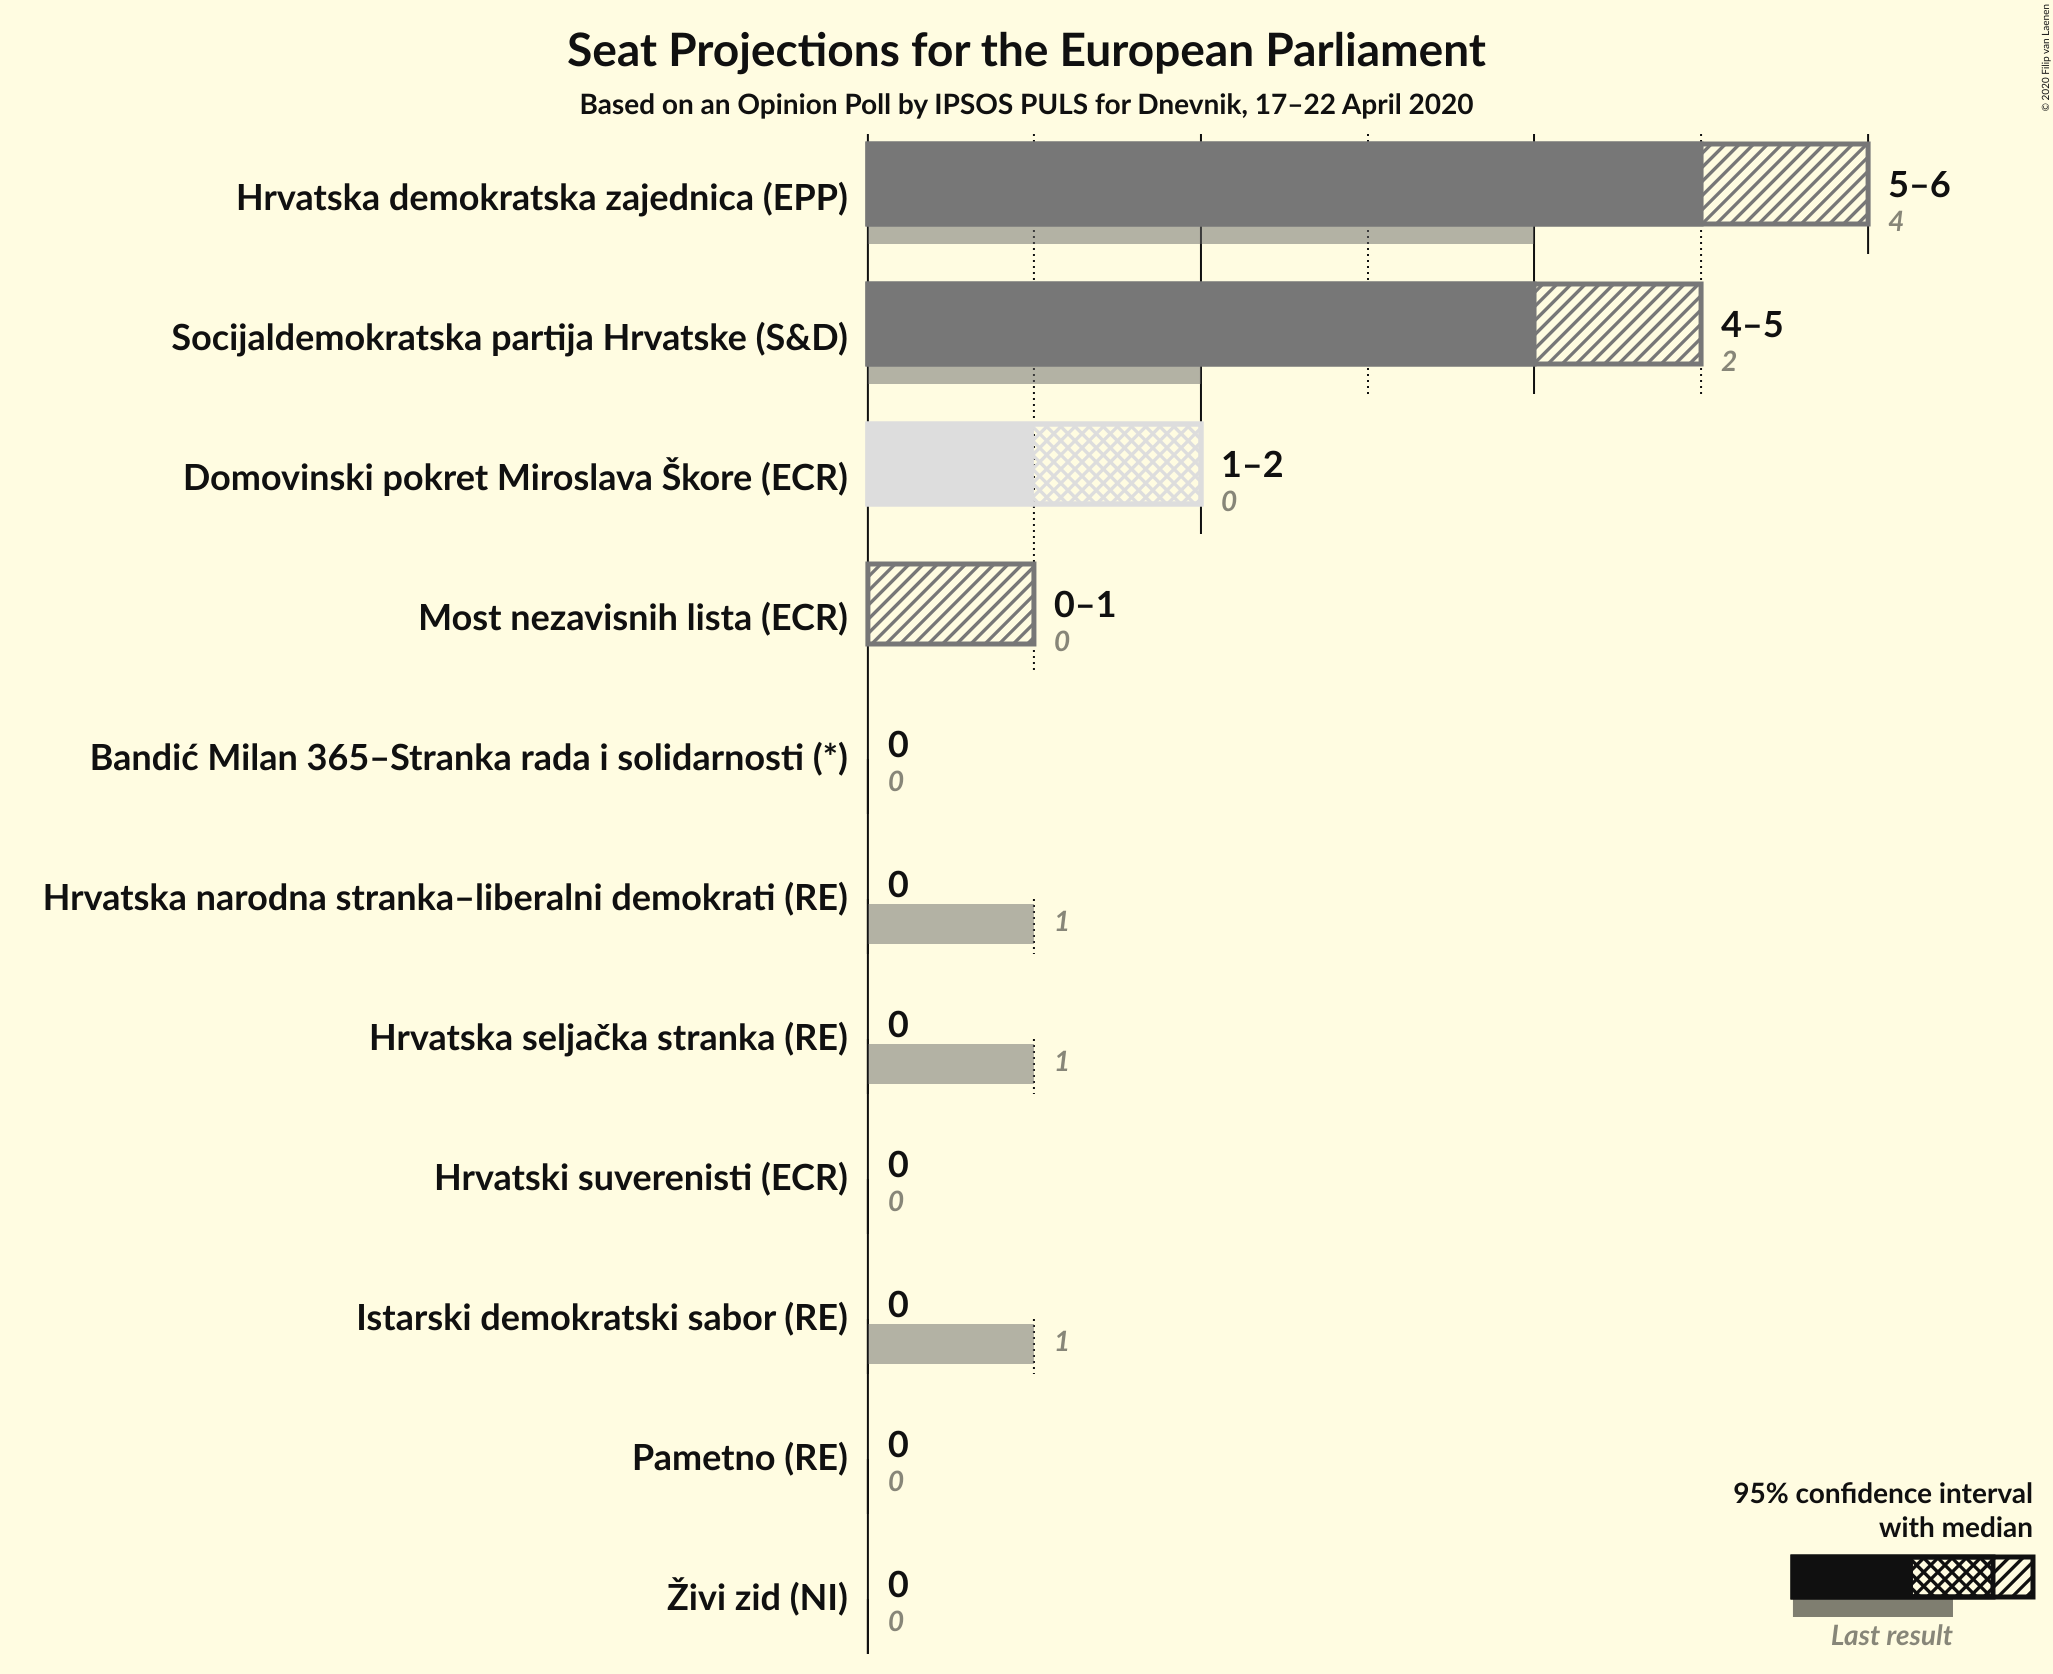 Seat Projections for the European Parliament
Based on an Opinion Poll by IPSOS PULS for Dnevnik, 17–22 April 2020
© 2020 Filip van Laenen
Hrvatska demokratska zajednica (EPP)
5–6
4
Socijaldemokratska partija Hrvatske (S&D)
4–5
2
Domovinski pokret Miroslava Škore (ECR)
1–2
0
Most nezavisnih lista (ECR)
0–1
0
Bandić Milan 365–Stranka rada i solidarnosti (*)
0
0
Hrvatska narodna stranka–liberalni demokrati (RE)
0
1
Hrvatska seljačka stranka (RE)
0
1
Hrvatski suverenisti (ECR)
0
0
Istarski demokratski sabor (RE)
0
1
Pametno (RE)
0
0
Živi zid (NI)
0
0
95% confidence interval
with median
Last result